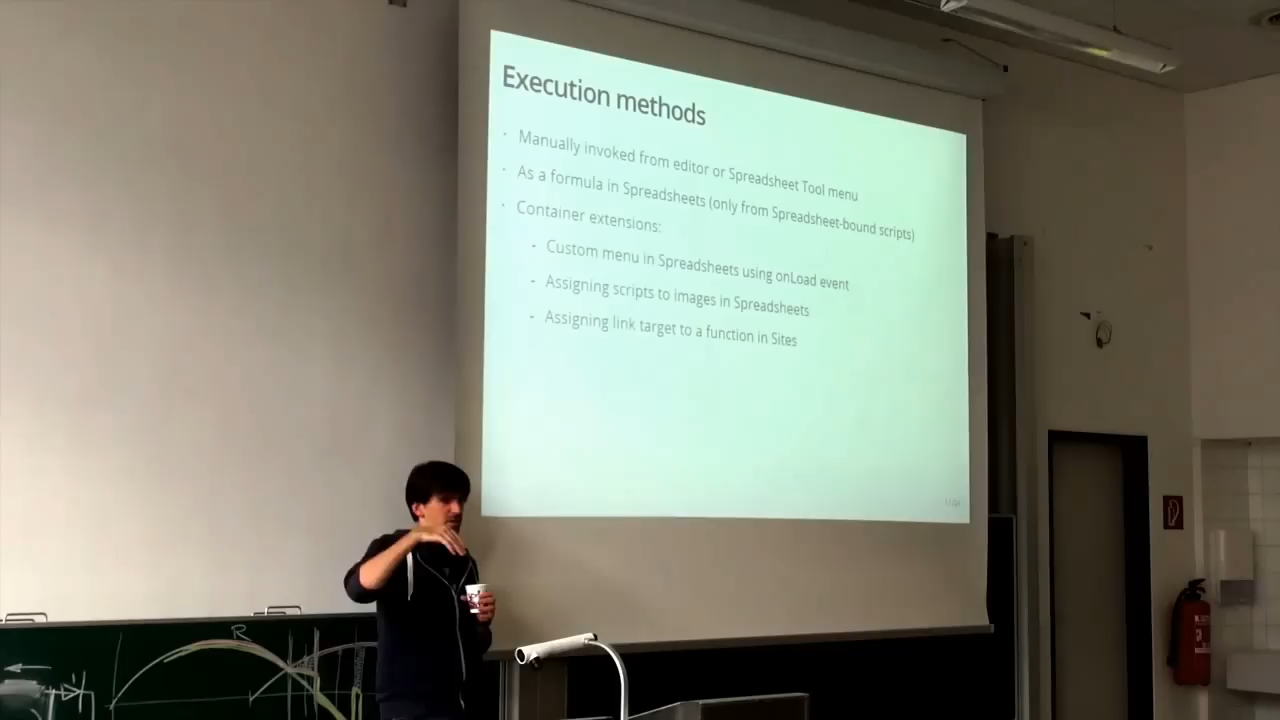 Execution methods
· Manually invoked from editor or Spreadsheet Tool menu
· As a formula in Spreadsheets (only from Spreadsheet-bound scripts)
· Container extensions:
- Custom menu in Spreadsheets using onLoad event
- Assigning scripts to images in Spreadsheets
- Assigning link target to a function in Sites
R